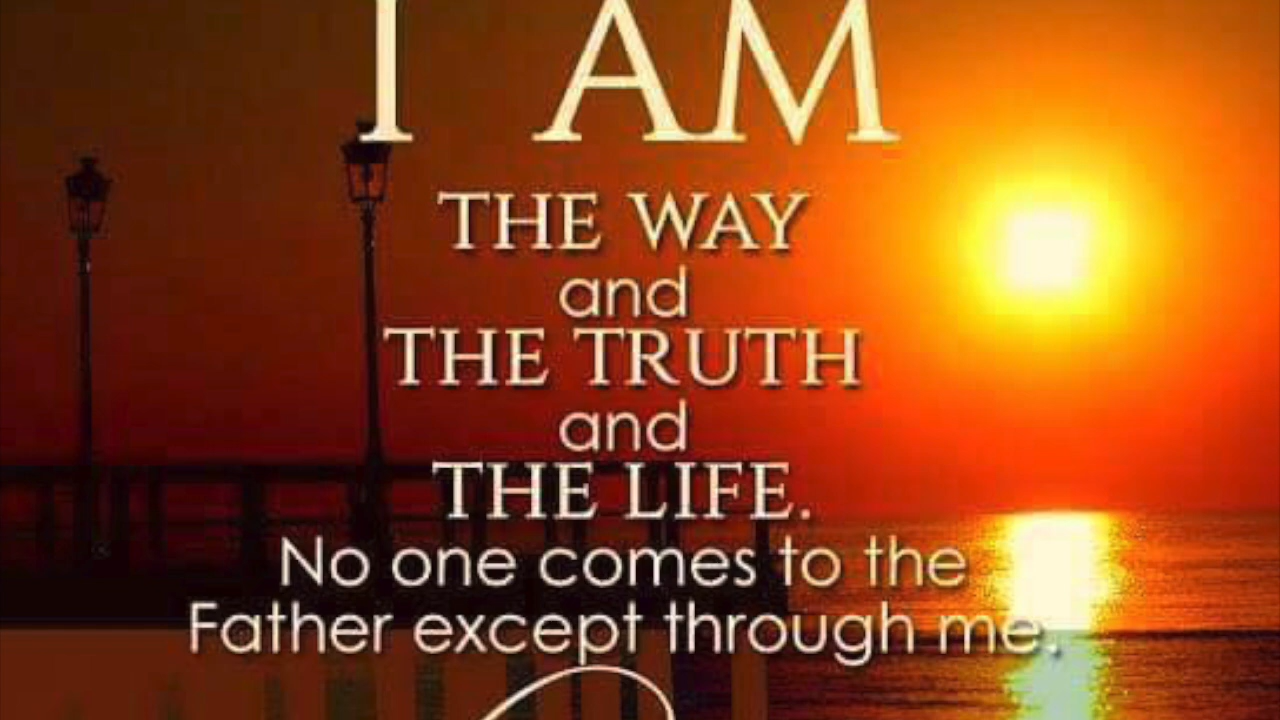 I AM
THE WAY
and
THE TRUTH
and
THE LIFE.
No one comes to the
Father except through me.